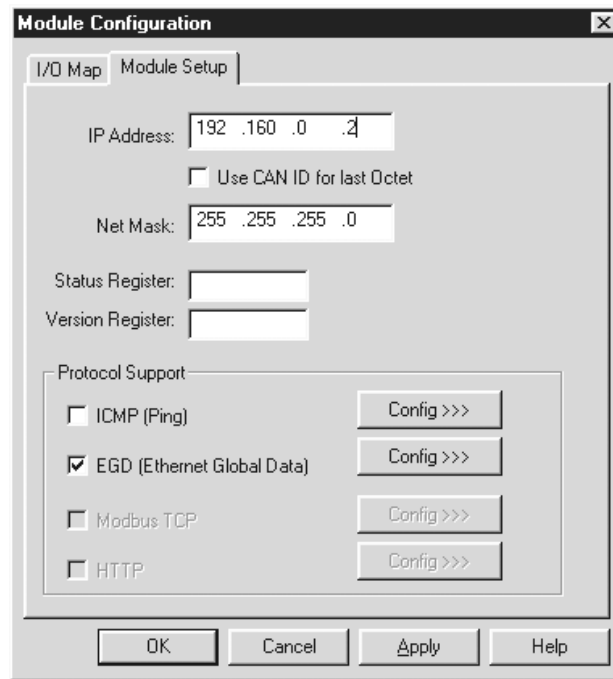 Module Configuration
I/O Map Module Setup
IP Address: 192 .160 .0 .2
Use CAN ID for last Octet
Net Mask: 255 .255 .255 .0
Status Register:
Version Register:
Protocol Support
ICMP (Ping) Config >>>
EGD (Ethernet Global Data) Config >>>
Modbus TCP Config >>>
HTTP Config >>>
OK Cancel Apply Help